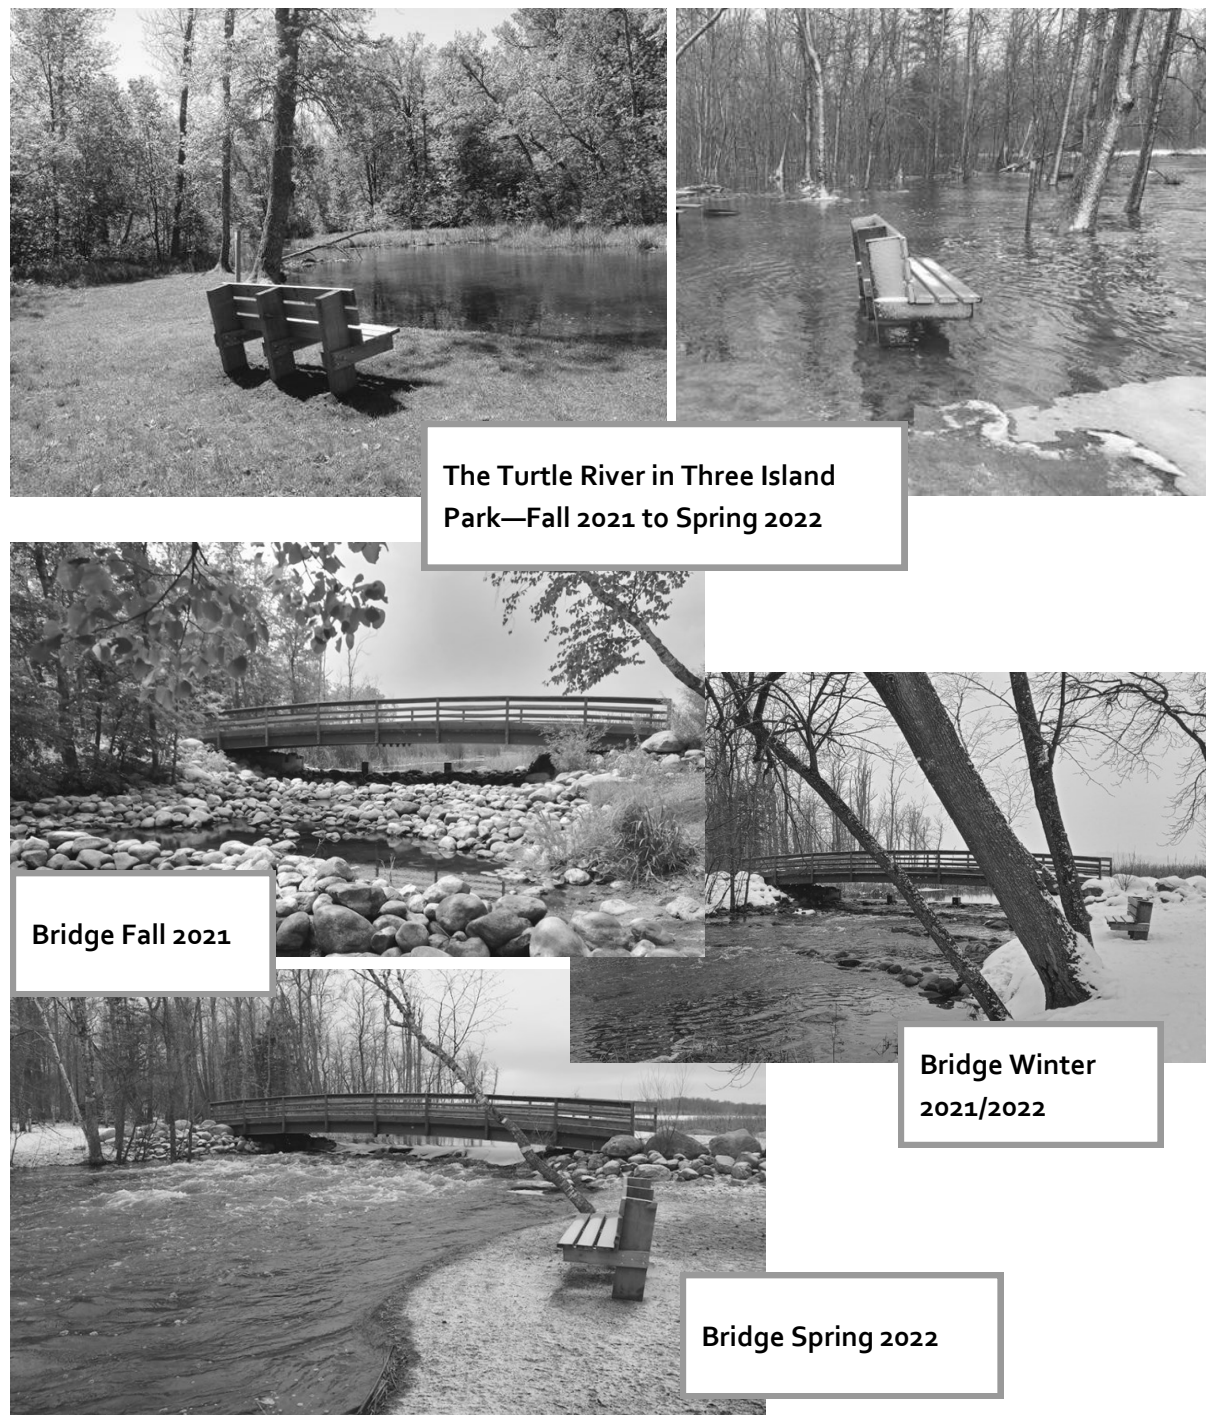 The Turtle River in Three Island
Park—Fall 2021 to Spring 2022
Bridge Fall 2021
Bridge Winter
2021/2022
Bridge Spring 2022